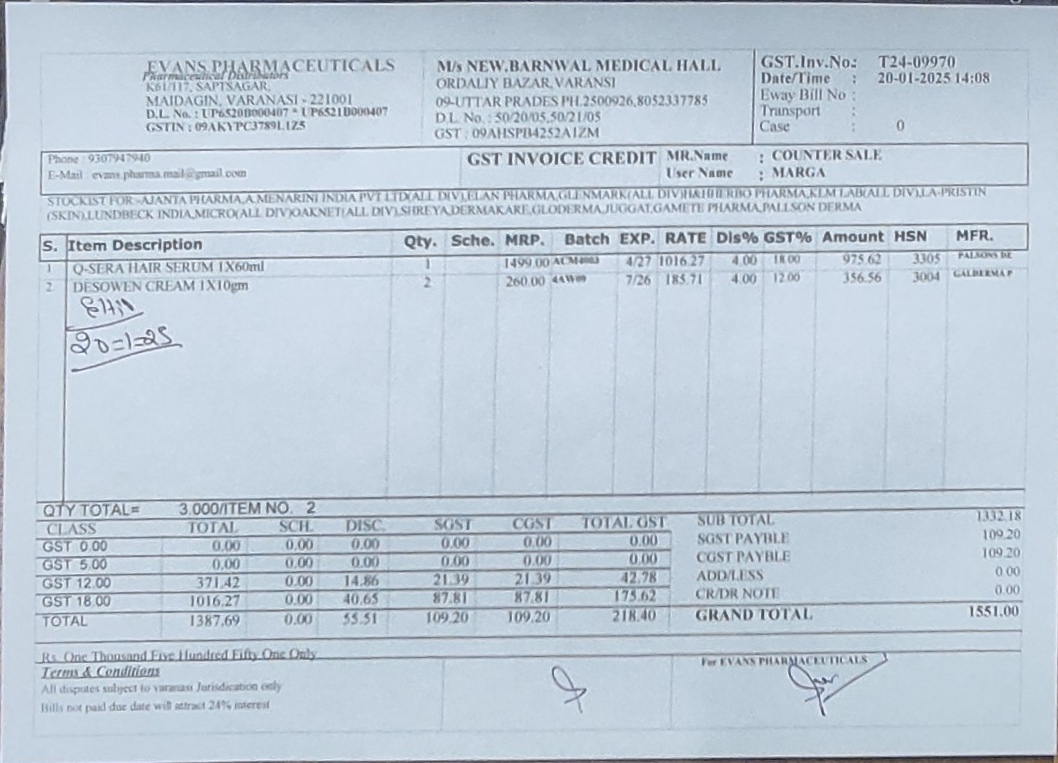 EVANS PHARMACEUTICALS
Pharmaceutical Distributors
K61/117, SAPTSAGAR,
MAIDAGIN, VARANASI - 221001
D.L. No. : UP6520B000407 * UP6521B000407
GSTIN : 09AKYPC3789L1Z5
M/s NEW.BARNWAL MEDICAL HALL
ORDALIY BAZAR,VARANSI
09-UTTAR PRADES PH.2500926,8052337785
D.L. No. : 50/20/05,50/21/05
GST : 09AHSPB4252A1ZM
GST.Inv.No: T24-09970
Date/Time : 20-01-2025 14:08
Eway Bill No :
Transport :
Case : 0
Phone : 9307947940
E-Mail : evans.pharma.mail@gmail.com
GST INVOICE CREDIT
MR.Name : COUNTER SALE
User Name : MARGA
STOCKIST FOR :-AJANTA PHARMA,A.MENARINI INDIA PVT LTD(ALL DIV),ELAN PHARMA,GLENMARK(ALL DIV)H&HHERBO PHARMA,KLM LAB(ALL DIV),LA-PRISTIN
(SKIN),LUNDBECK INDIA,MICRO(ALL DIV)OAKNET(ALL DIV),SHREYA,DERMAKARE,GLODERMA,JUGGAT,GAMETE PHARMA,PALLSON DERMA
S. Item Description Qty. Sche. MRP. Batch EXP. RATE Dis% GST% Amount HSN MFR.
1 Q-SERA HAIR SERUM 1X60ml 1 1499.00 ACM4003 4/27 1016.27 4.00 18.00 975.62 3305 PALSONS DE
2 DESOWEN CREAM 1X10gm 2 260.00 4AW09 7/26 185.71 4.00 12.00 356.56 3004 GALDERMA P
20=1=25
QTY TOTAL= 3.000/ITEM NO. 2
CLASS TOTAL SCH. DISC. SGST CGST TOTAL GST
GST 0.00 0.00 0.00 0.00 0.00 0.00 0.00
GST 5.00 0.00 0.00 0.00 0.00 0.00 0.00
GST 12.00 371.42 0.00 14.86 21.39 21.39 42.78
GST 18.00 1016.27 0.00 40.65 87.81 87.81 175.62
TOTAL 1387.69 0.00 55.51 109.20 109.20 218.40
SUB TOTAL 1332.18
SGST PAYBLE 109.20
CGST PAYBLE 109.20
ADD/LESS 0.00
CR/DR NOTE 0.00
GRAND TOTAL 1551.00
Rs. One Thousand Five Hundred Fifty One Only
Terms & Conditions
All disputes subject to varanasi Jurisdication only
Bills not paid due date will attract 24% interest
For EVANS PHARMACEUTICALS